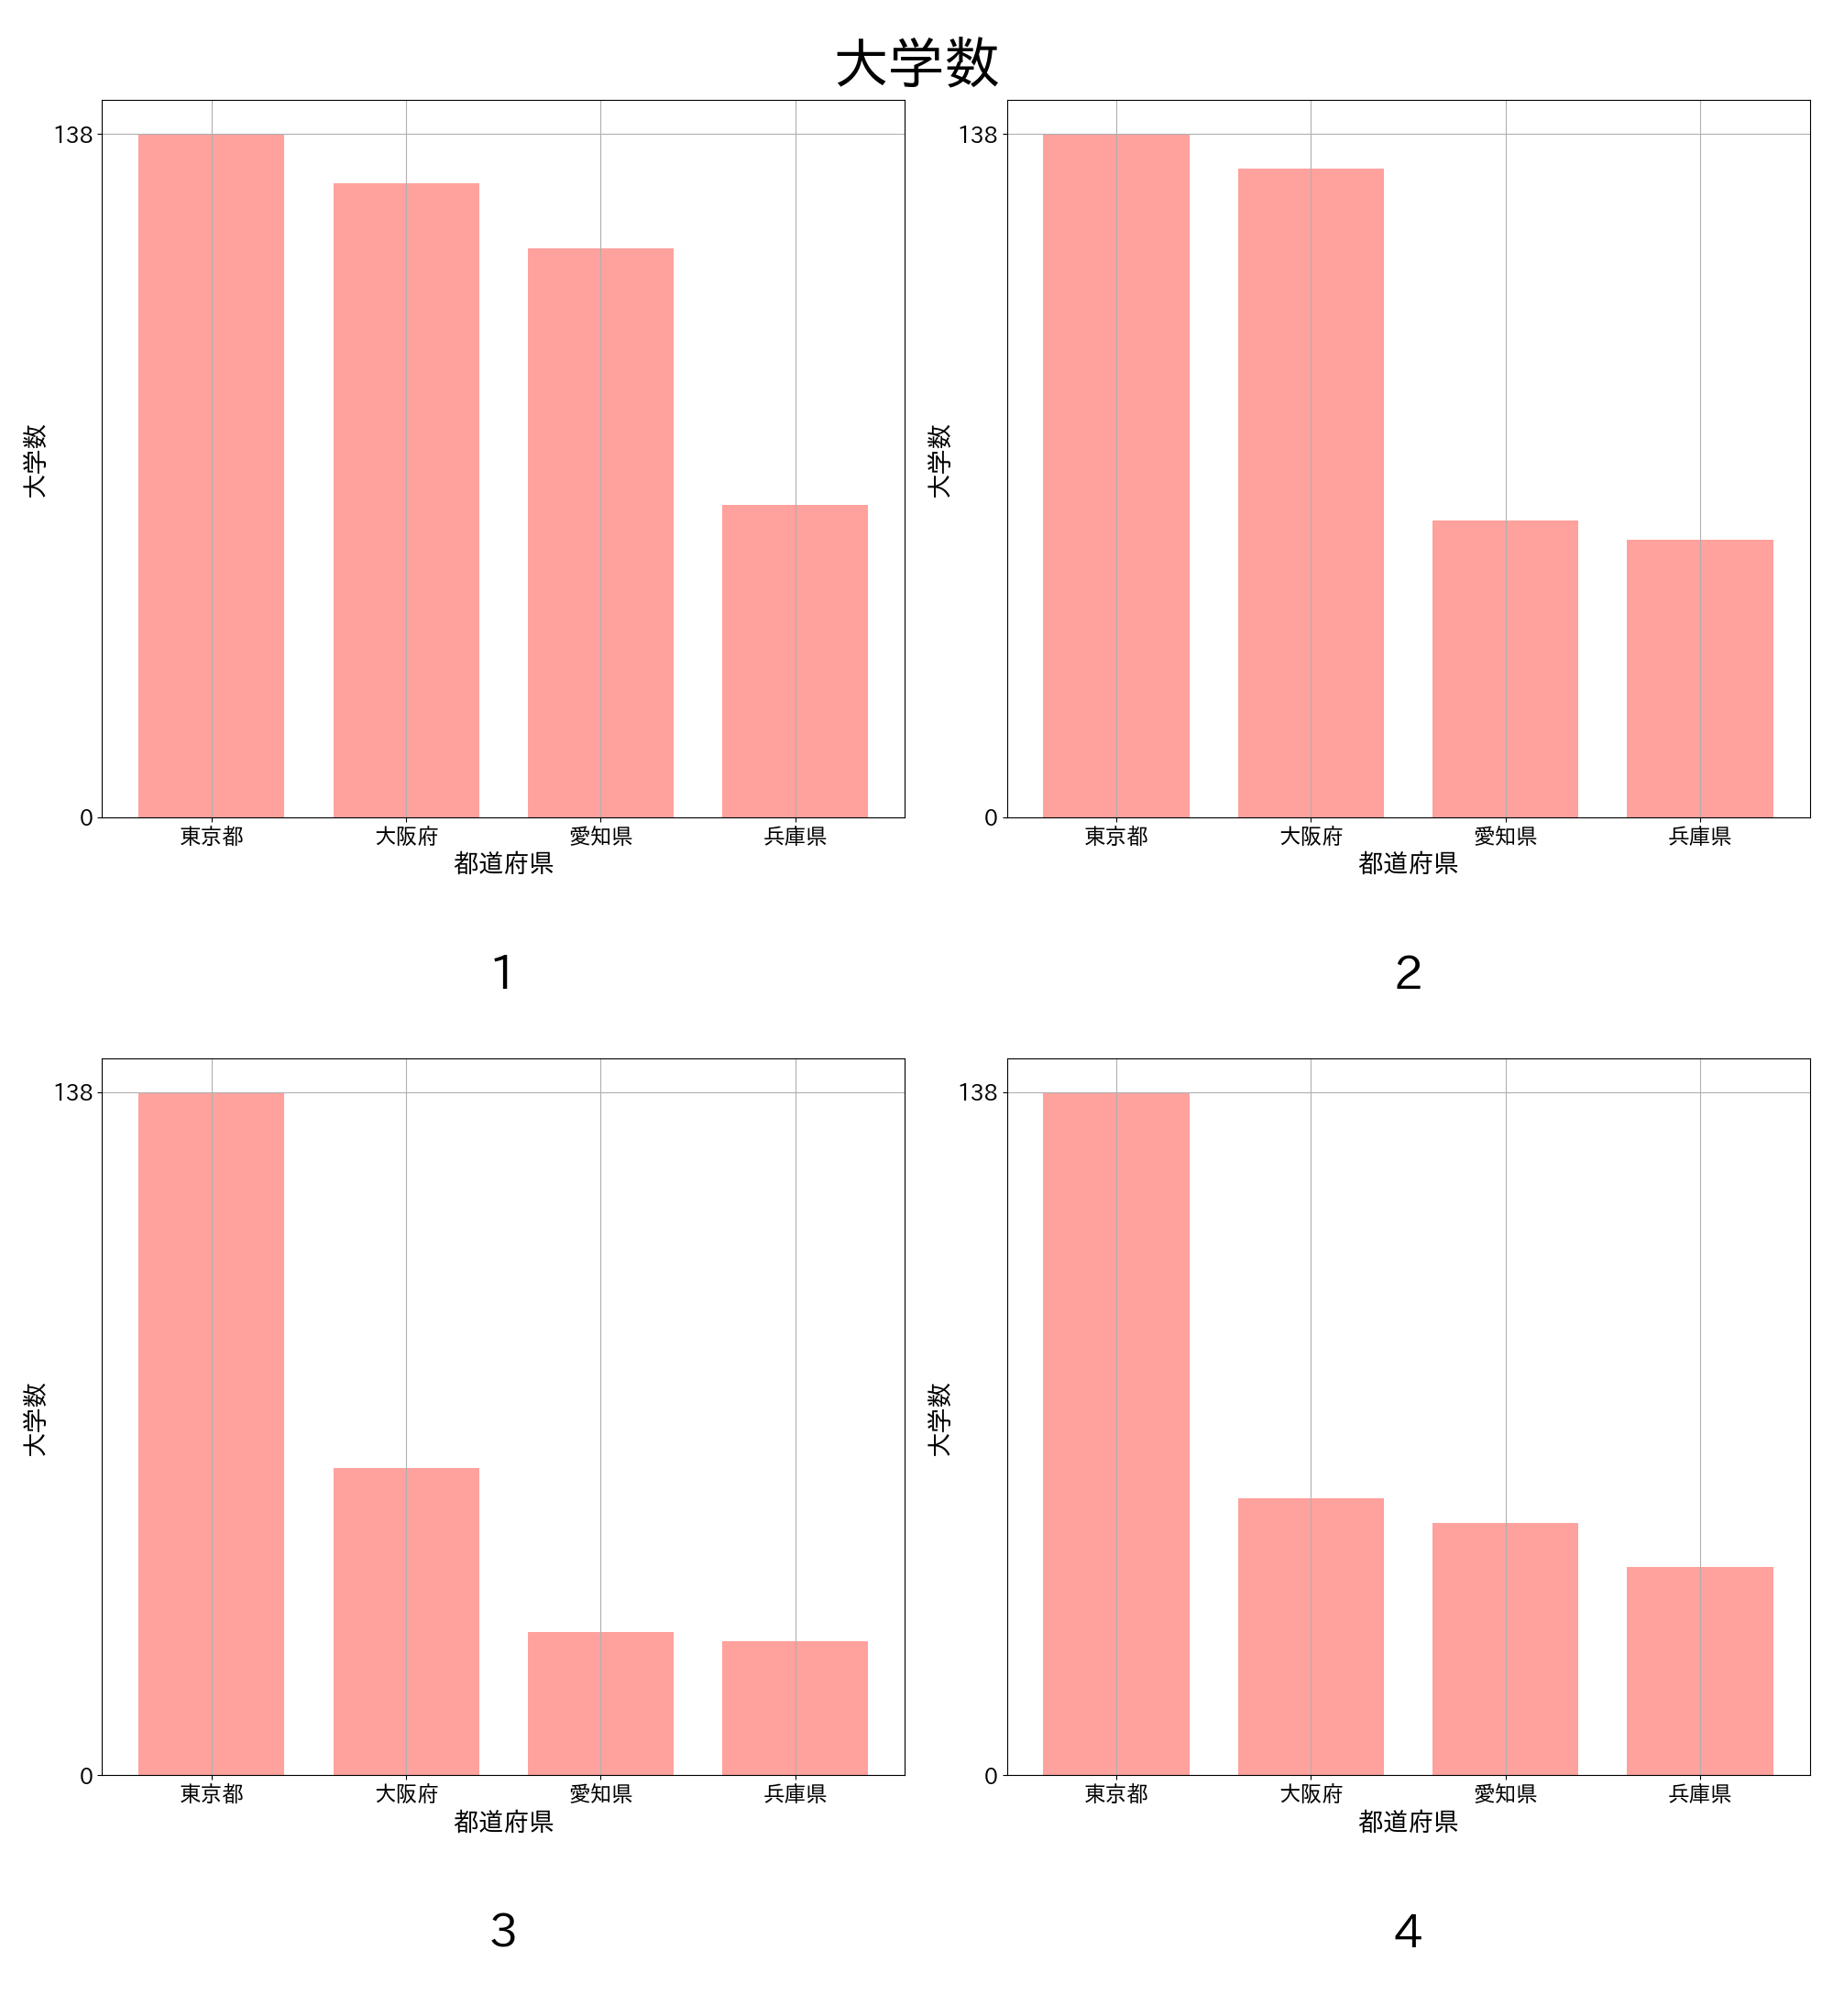 大学数
138
0
大学数
東京都 大阪府 愛知県 兵庫県
都道府県
1
138
0
大学数
東京都 大阪府 愛知県 兵庫県
都道府県
2
138
0
大学数
東京都 大阪府 愛知県 兵庫県
都道府県
3
138
0
大学数
東京都 大阪府 愛知県 兵庫県
都道府県
4